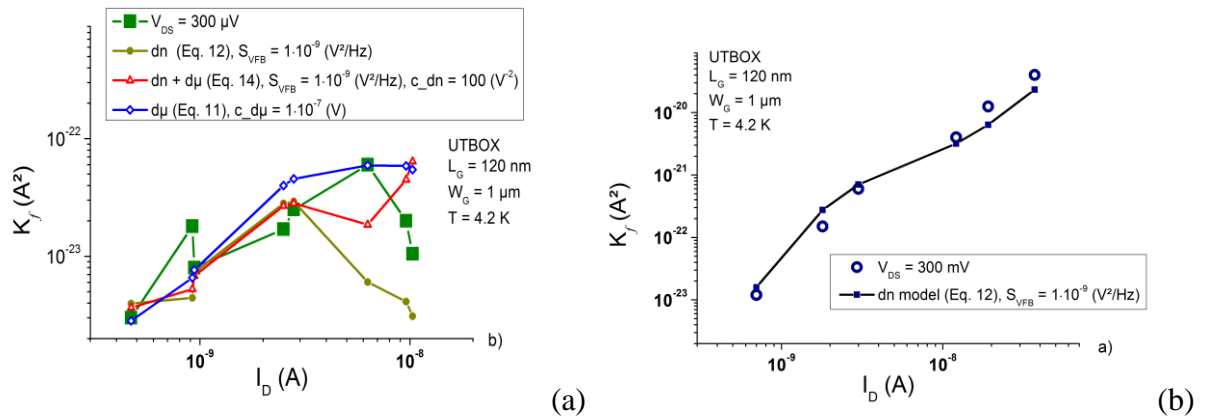 V_DS = 300 µV
dn (Eq. 12), S_VFB = 1·10⁻⁹ (V²/Hz)
dn + dµ (Eq. 14), S_VFB = 1·10⁻⁹ (V²/Hz), c_dn = 100 (V⁻²)
dµ (Eq. 11), c_dµ = 1·10⁻⁷ (V)
K_f (A²)
10⁻²²
10⁻²³
UTBOX
L_G = 120 nm
W_G = 1 µm
T = 4.2 K
b)
10⁻⁹
10⁻⁸
I_D (A)
(a)
K_f (A²)
10⁻²⁰
10⁻²¹
10⁻²²
10⁻²³
UTBOX
L_G = 120 nm
W_G = 1 µm
T = 4.2 K
V_DS = 300 mV
dn model (Eq. 12), S_VFB = 1·10⁻⁹ (V²/Hz)
a)
10⁻⁹
10⁻⁸
I_D (A)
(b)